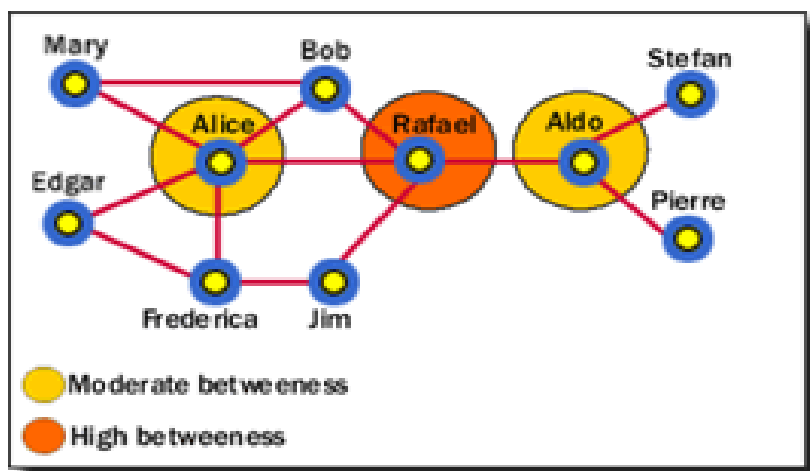 Mary
Bob
Stefan
Alice
Rafael
Aldo
Edgar
Pierre
Frederica
Jim
Moderate betweeness
High betweeness